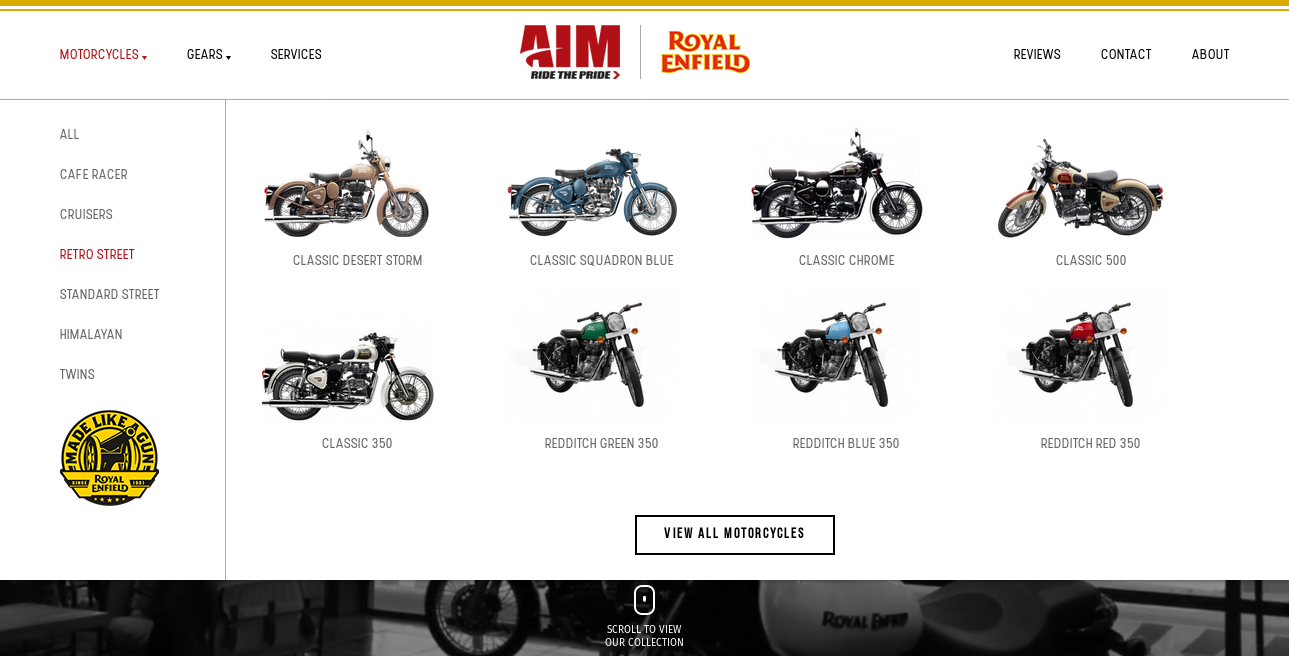 MOTORCYCLES
GEARS
SERVICES
AIM
RIDE THE PRIDE
ROYAL
ENFIELD
REVIEWS
CONTACT
ABOUT
ALL
CAFE RACER
CRUISERS
RETRO STREET
STANDARD STREET
HIMALAYAN
TWINS
MADE LIKE A GUN
ROYAL
SINCE ENFIELD 1901
CLASSIC DESERT STORM
CLASSIC SQUADRON BLUE
CLASSIC CHROME
CLASSIC 500
CLASSIC 350
REDDITCH GREEN 350
REDDITCH BLUE 350
REDDITCH RED 350
VIEW ALL MOTORCYCLES
ROYAL ENFIELD
SCROLL TO VIEW
OUR COLLECTION